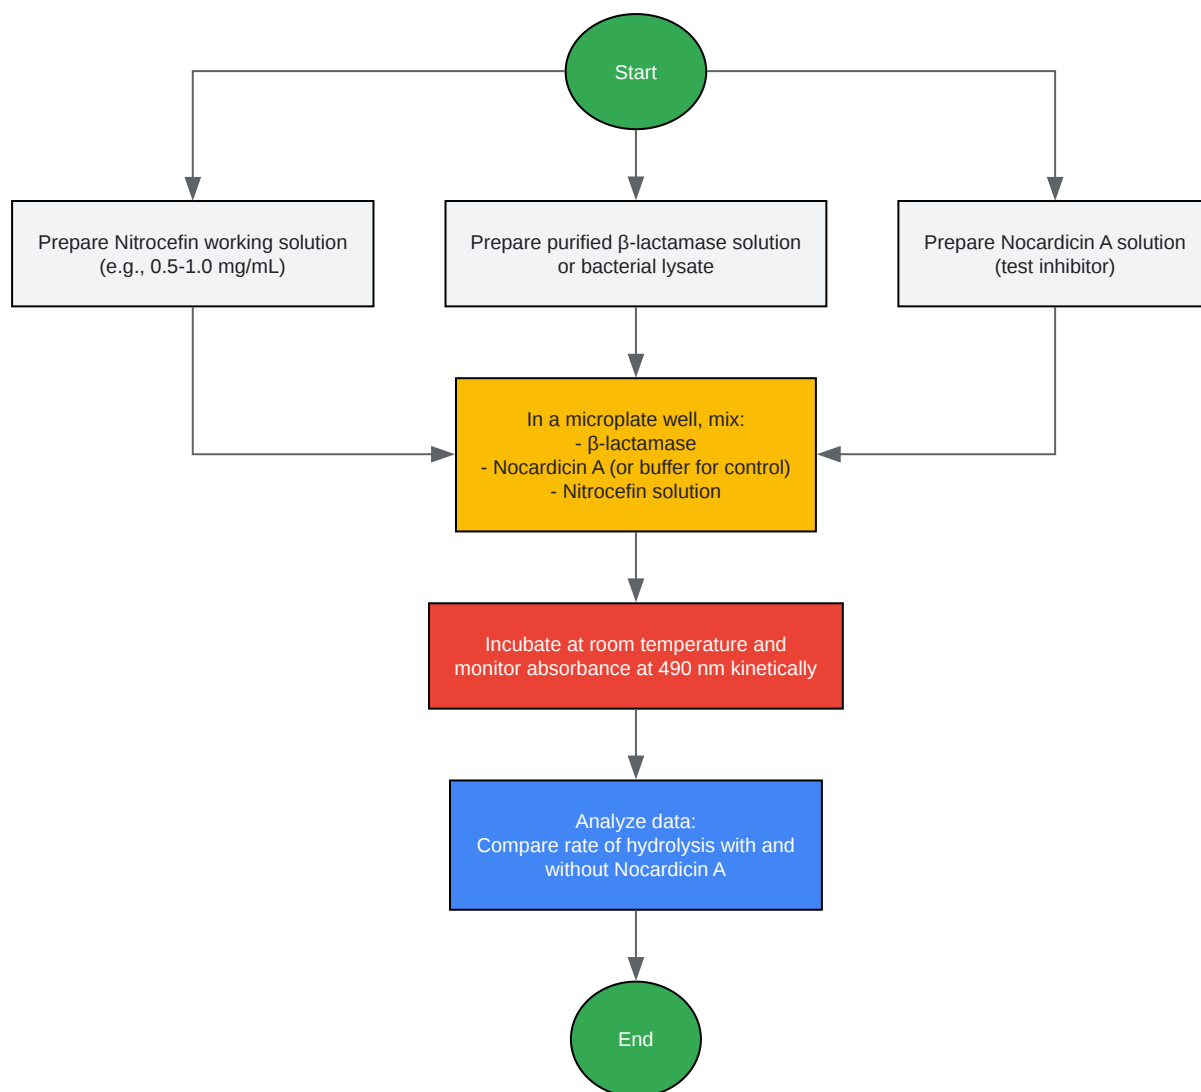 Start
Prepare Nitrocefin working solution
(e.g., 0.5-1.0 mg/mL)
Prepare purified β-lactamase solution
or bacterial lysate
Prepare Nocardicin A solution
(test inhibitor)
In a microplate well, mix:
- β-lactamase
- Nocardicin A (or buffer for control)
- Nitrocefin solution
Incubate at room temperature and
monitor absorbance at 490 nm kinetically
Analyze data:
Compare rate of hydrolysis with and
without Nocardicin A
End